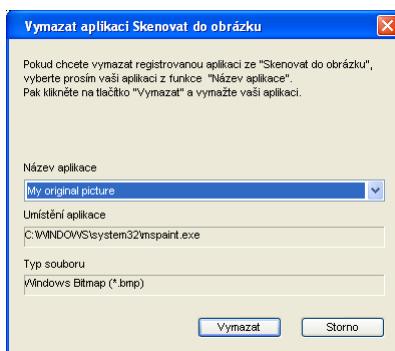 Vymazat aplikaci Skenovat do obrázku
Pokud chcete vymazat registrovanou aplikaci ze "Skenovat do obrázku",
vyberte prosím vaši aplikaci z funkce "Název aplikace".
Pak klikněte na tlačítko "Vymazat" a vymažte vaši aplikaci.
Název aplikace
My original picture
Umístění aplikace
C:\WINDOWS\system32\mspaint.exe
Typ souboru
Windows Bitmap (*.bmp)
Vymazat
Storno